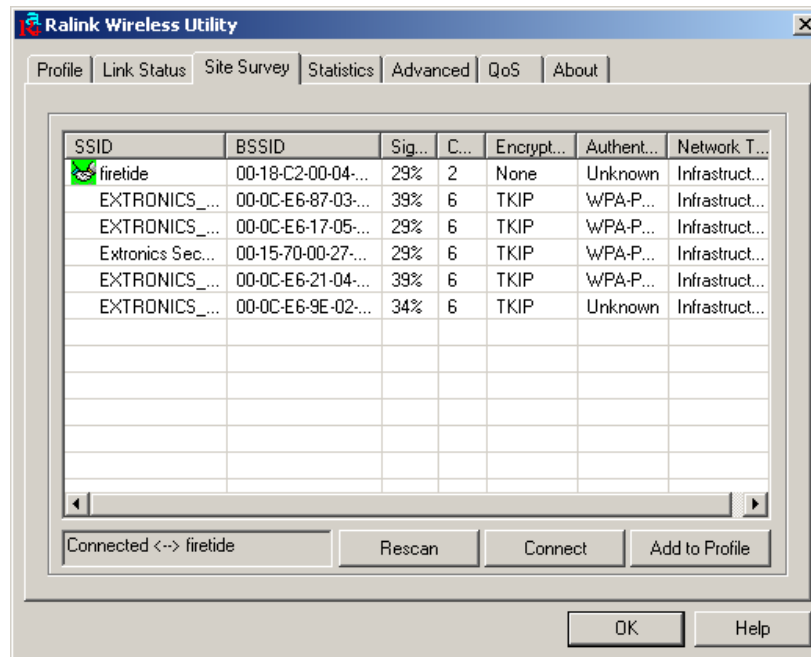 Ralink Wireless Utility
Profile Link Status Site Survey Statistics Advanced QoS About
SSID BSSID Sig... C... Encrypt... Authent... Network T...
firetide 00-18-C2-00-04-... 29% 2 None Unknown Infrastruct...
EXTRONICS_... 00-0C-E6-87-03-... 39% 6 TKIP WPA-P... Infrastruct...
EXTRONICS_... 00-0C-E6-17-05-... 29% 6 TKIP WPA-P... Infrastruct...
Extronics Sec... 00-15-70-00-27-... 29% 6 TKIP WPA-P... Infrastruct...
EXTRONICS_... 00-0C-E6-21-04-... 39% 6 TKIP WPA-P... Infrastruct...
EXTRONICS_... 00-0C-E6-9E-02-... 34% 6 TKIP Unknown Infrastruct...
Connected <--> firetide Rescan Connect Add to Profile
OK Help